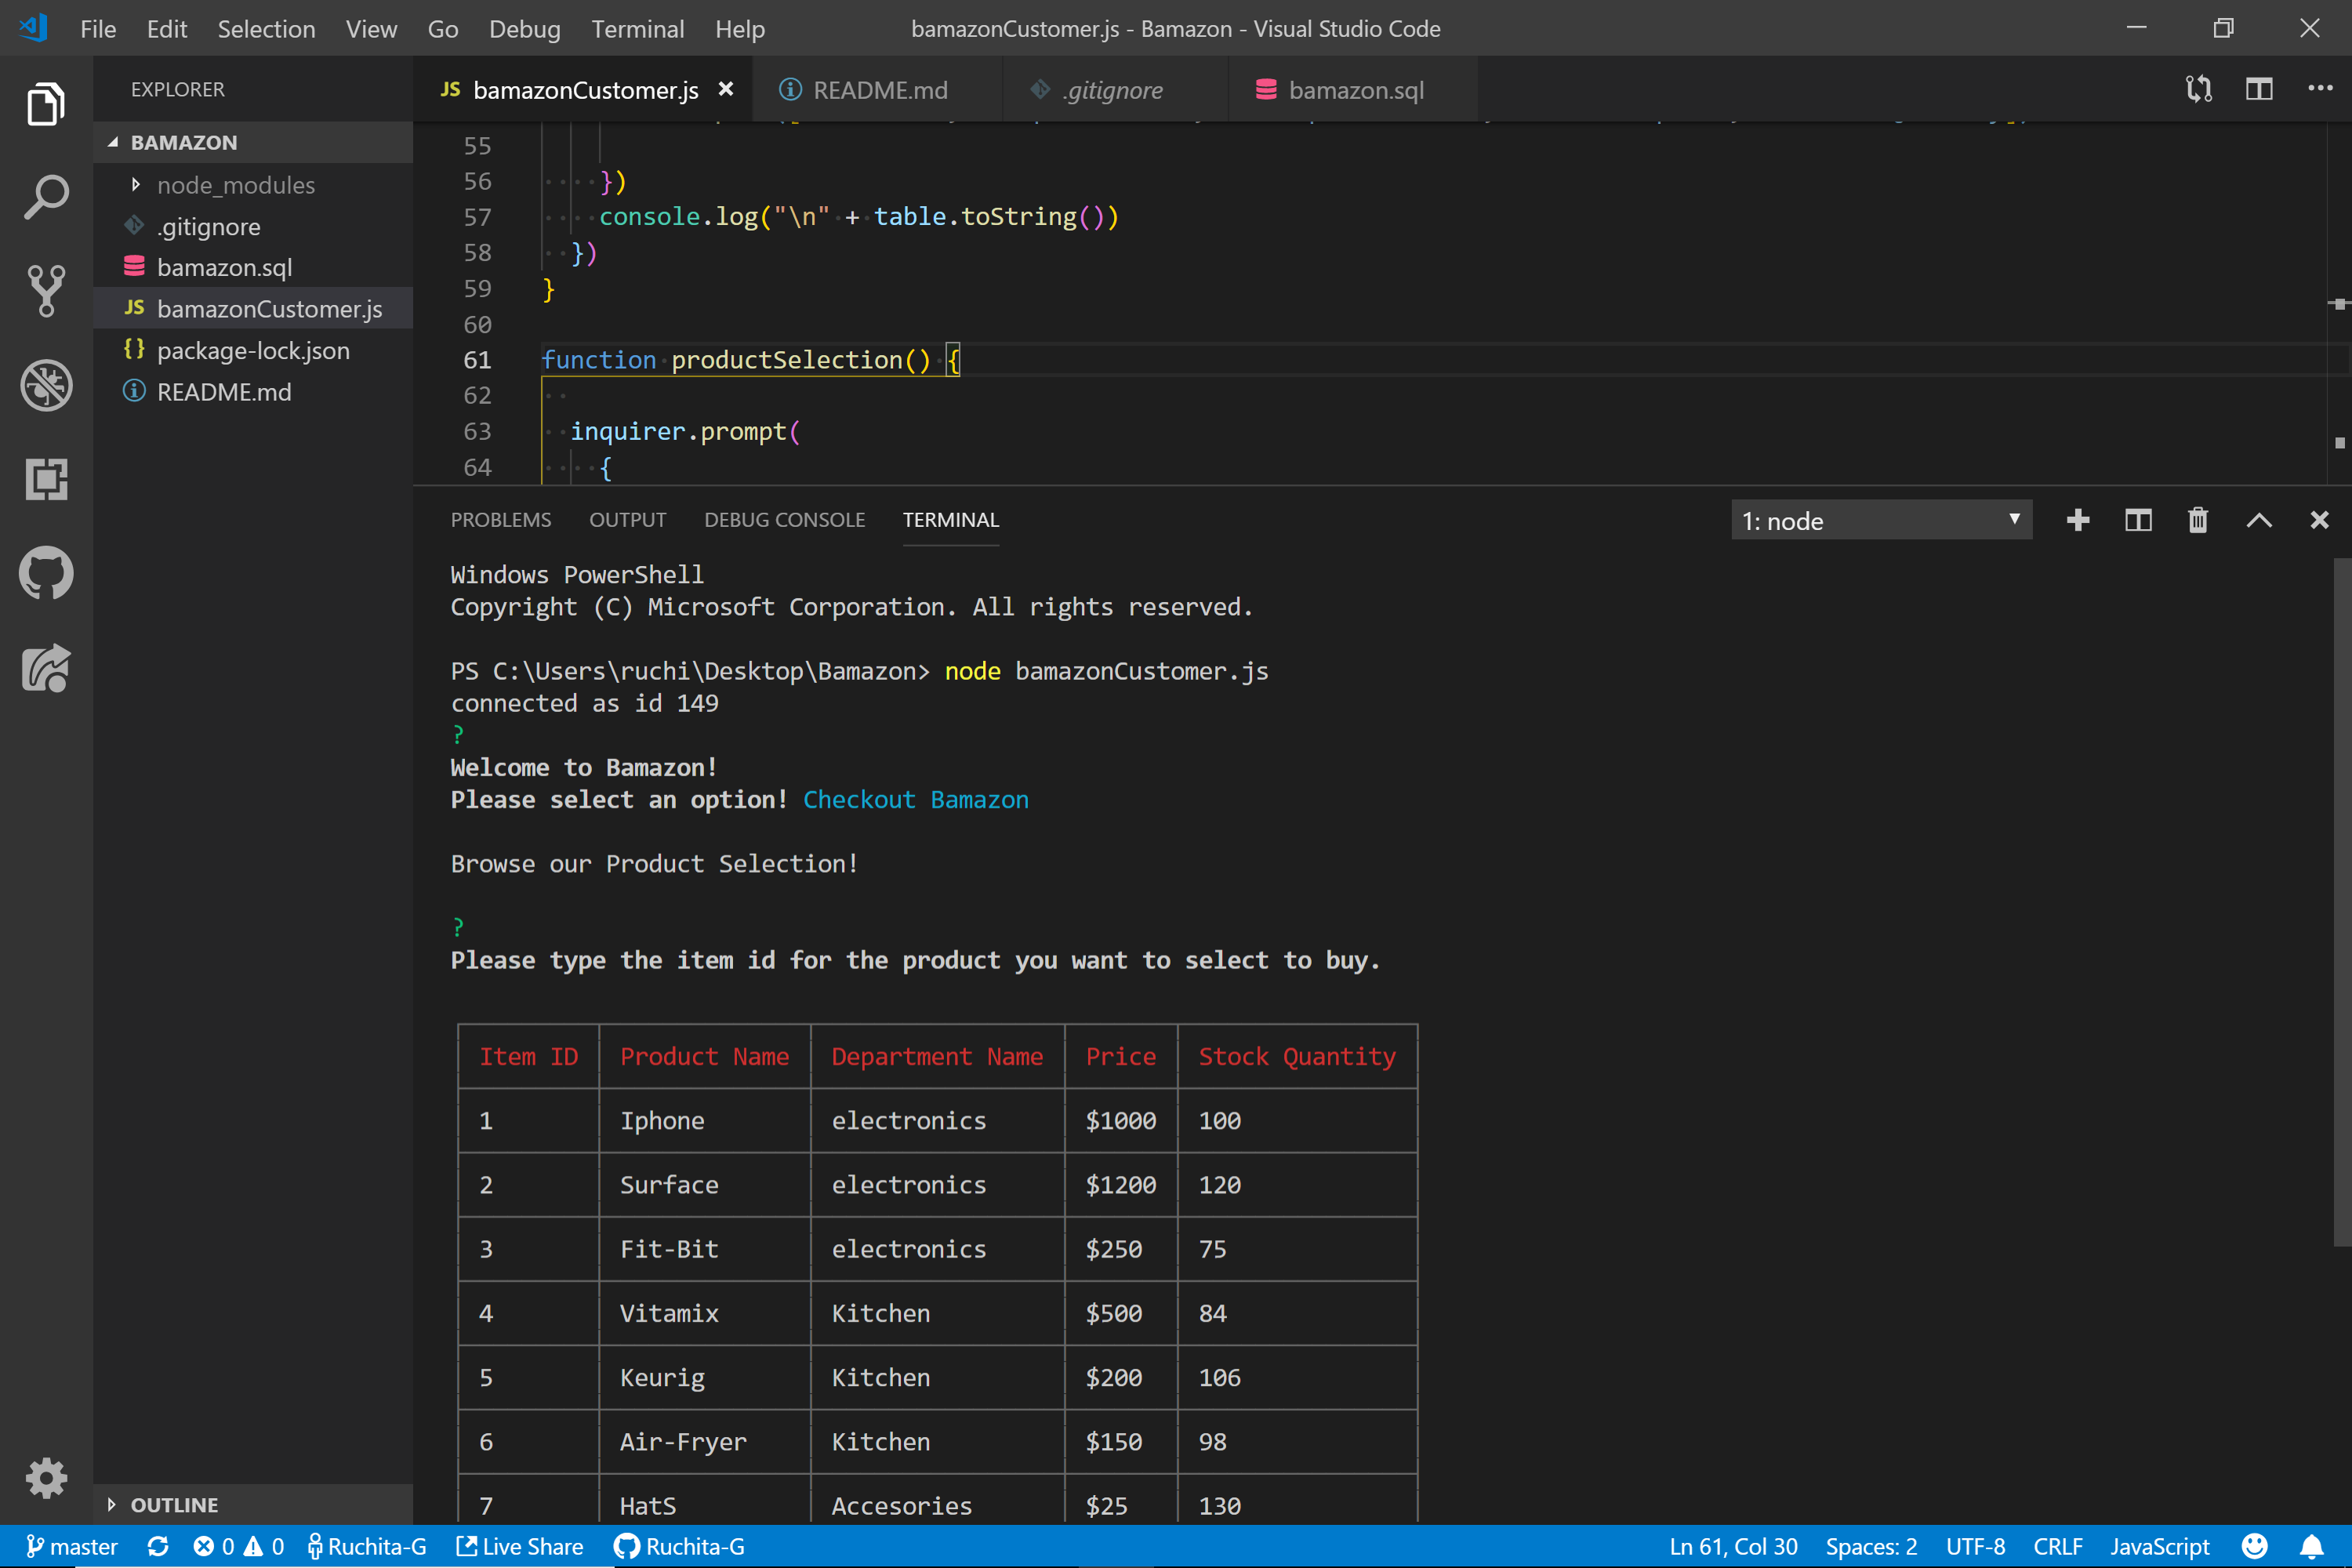 File Edit Selection View Go Debug Terminal Help
bamazonCustomer.js - Bamazon - Visual Studio Code
EXPLORER
BAMAZON
node_modules
.gitignore
bamazon.sql
JS bamazonCustomer.js
{} package-lock.json
README.md
OUTLINE
JS bamazonCustomer.js
README.md
.gitignore
bamazon.sql
55
56 })
57 console.log("\n" + table.toString())
58 })
59 }
60
61 function productSelection() {
62
63 inquirer.prompt(
64 {
PROBLEMS OUTPUT DEBUG CONSOLE TERMINAL
1: node
Windows PowerShell
Copyright (C) Microsoft Corporation. All rights reserved.
PS C:\Users\ruchi\Desktop\Bamazon> node bamazonCustomer.js
connected as id 149
?
Welcome to Bamazon!
Please select an option! Checkout Bamazon
Browse our Product Selection!
?
Please type the item id for the product you want to select to buy.
Item ID Product Name Department Name Price Stock Quantity
1 Iphone electronics $1000 100
2 Surface electronics $1200 120
3 Fit-Bit electronics $250 75
4 Vitamix Kitchen $500 84
5 Keurig Kitchen $200 106
6 Air-Fryer Kitchen $150 98
7 HatS Accesories $25 130
master 0 0 Ruchita-G Live Share Ruchita-G
Ln 61, Col 30 Spaces: 2 UTF-8 CRLF JavaScript